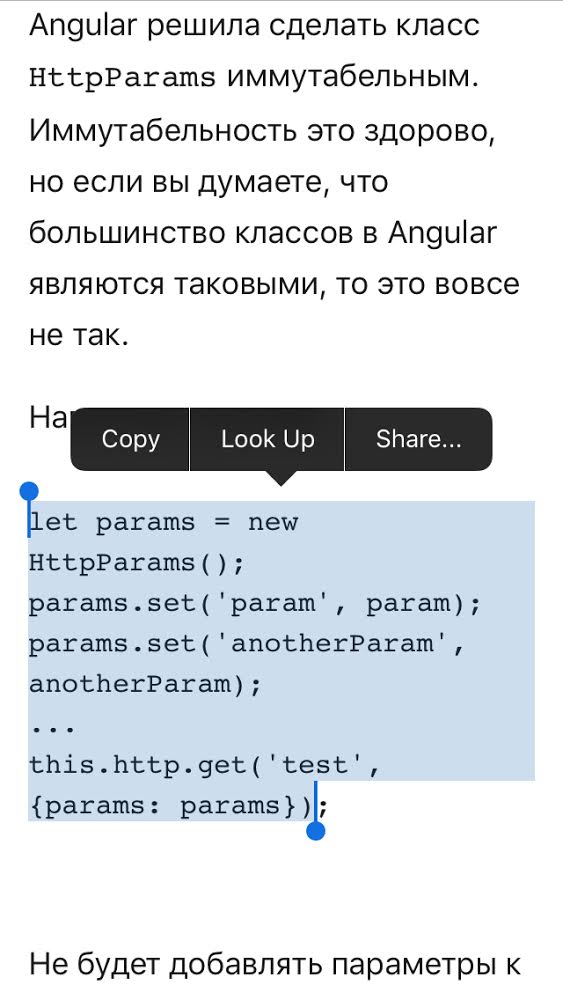 Angular решила сделать класс
HttpParams иммутабельным.
Иммутабельность это здорово,
но если вы думаете, что
большинство классов в Angular
являются таковыми, то это вовсе
не так.
Copy Look Up Share...
let params = new
HttpParams();
params.set('param', param);
params.set('anotherParam',
anotherParam);
...
this.http.get('test',
{params: params});
Не будет добавлять параметры к